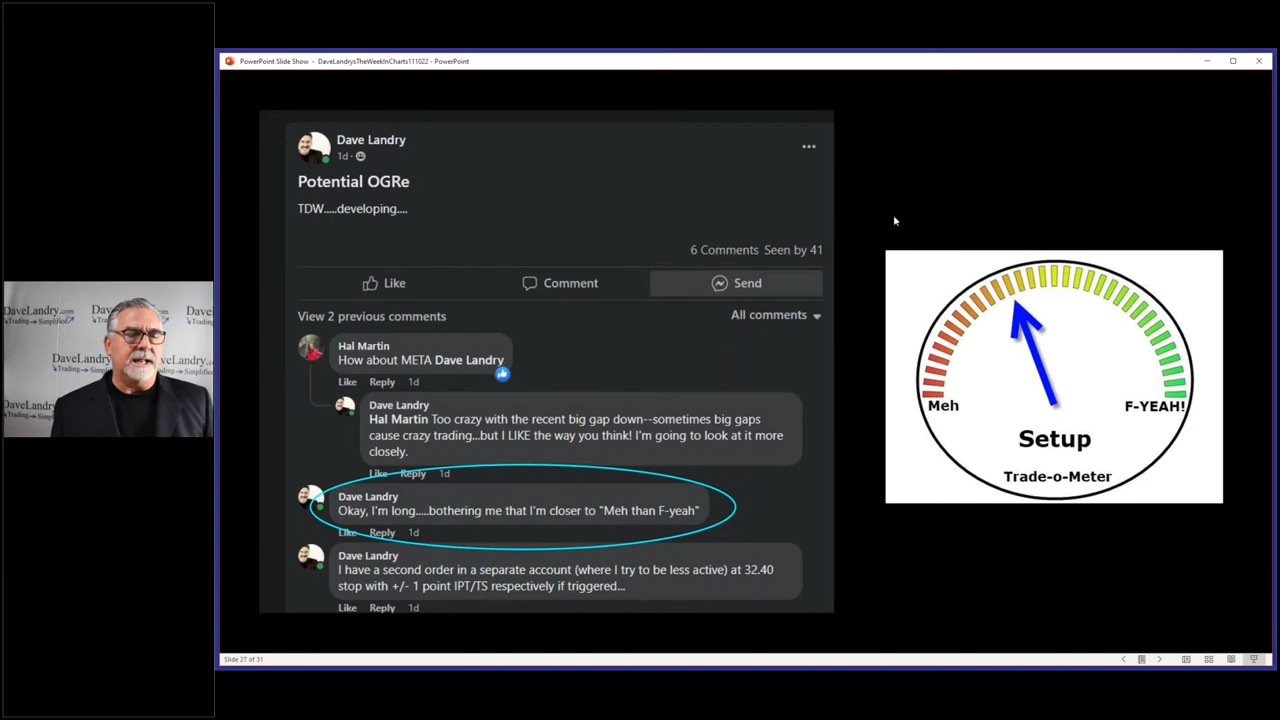 PowerPoint Slide Show - DaveLandrysTheWeekInCharts111022 - PowerPoint
Dave Landry
1d
Potential OGRe
TDW.....developing....
6 Comments Seen by 41
Like Comment Send
View 2 previous comments
All comments
Hal Martin
How about META Dave Landry
Like Reply 1d
Dave Landry
Hal Martin Too crazy with the recent big gap down--sometimes big gaps
cause crazy trading...but I LIKE the way you think! I'm going to look at it more
closely.
Like Reply 1d
Dave Landry
Okay, I'm long.....bothering me that I'm closer to "Meh than F-yeah"
Like Reply 1d
Dave Landry
I have a second order in a separate account (where I try to be less active) at 32.40
stop with +/- 1 point IPT/TS respectively if triggered...
Like Reply 1d
Meh
F-YEAH!
Setup
Trade-o-Meter
DaveLandry.com
Trading Simplified
Slide 27 of 31